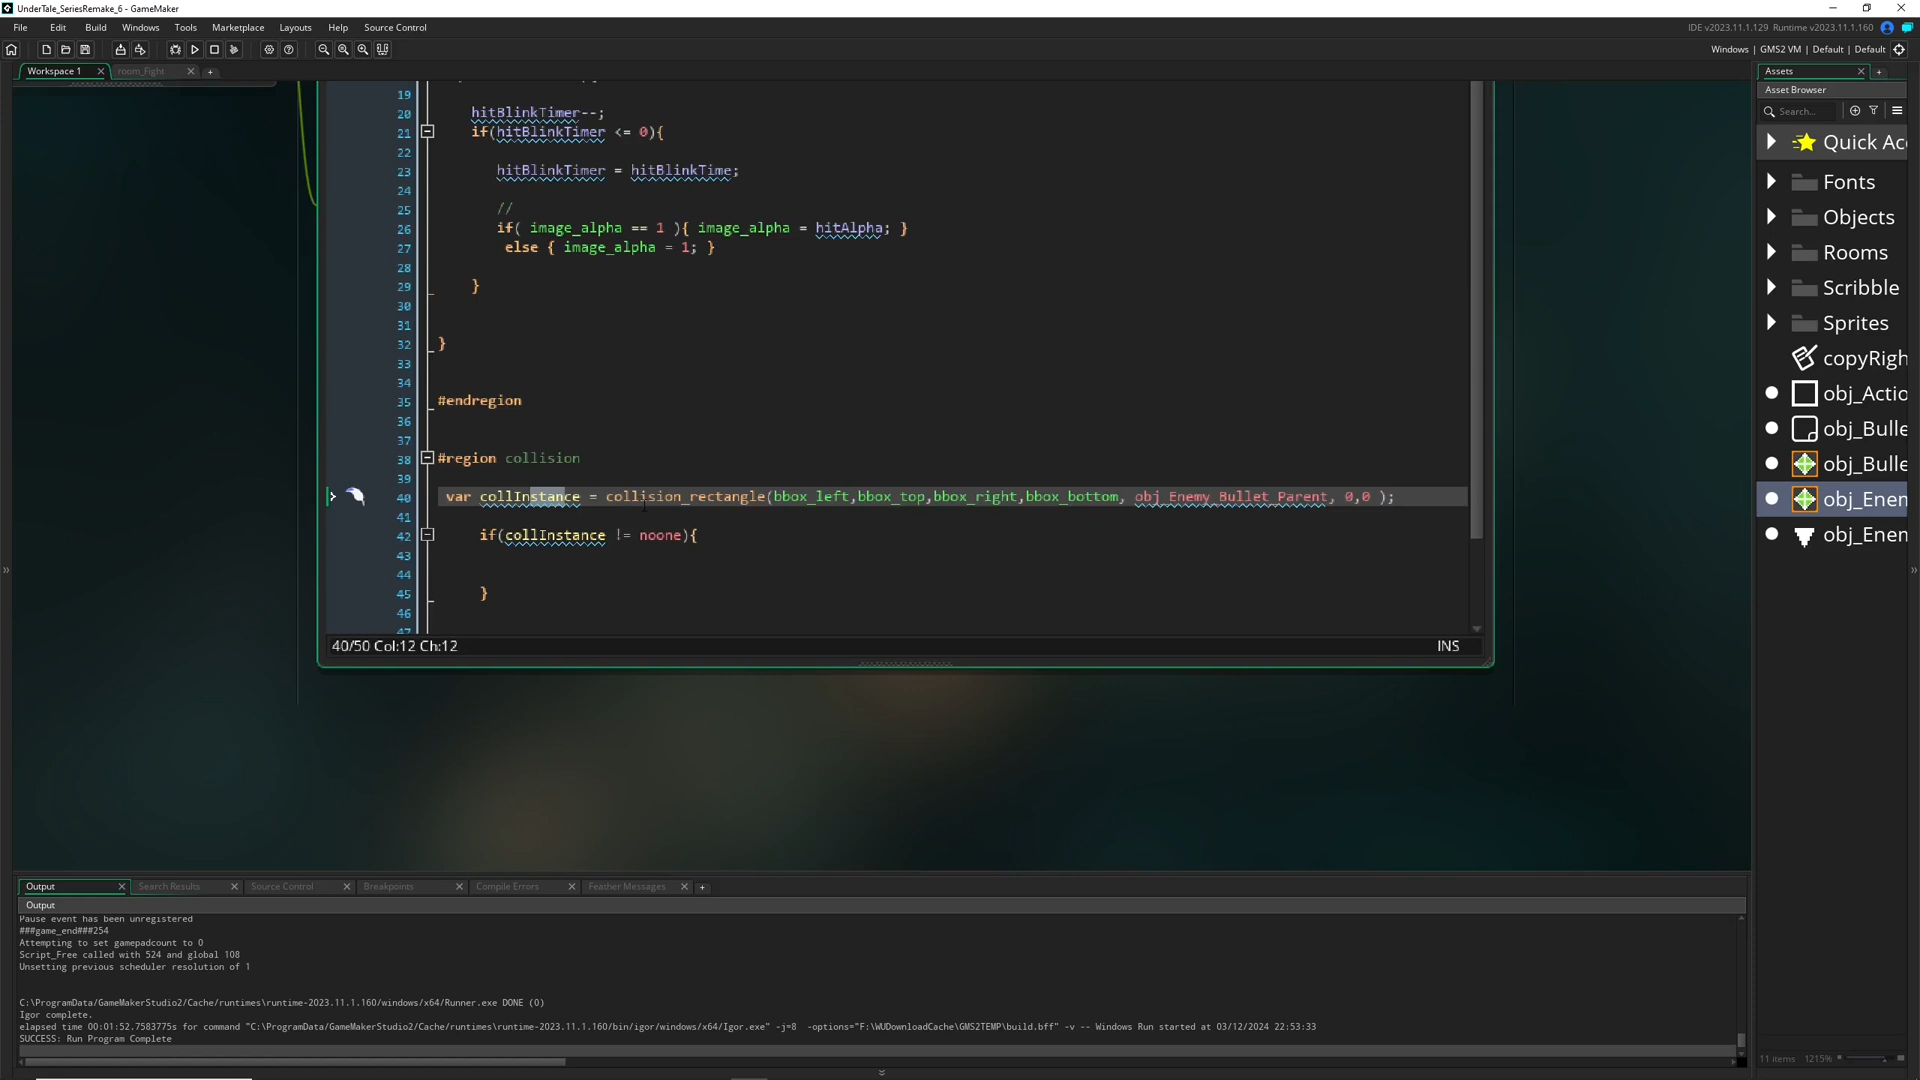 UnderTale_SeriesRemake_6 - GameMaker
File Edit Build Windows Tools Marketplace Layouts Help Source Control
IDE v2023.11.1.129 Runtime v2023.11.1.160
Windows | GMS2 VM | Default | Default
Workspace 1
room_Fight
Assets
Asset Browser
Search...
Quick Ac
Fonts
Objects
Rooms
Scribble
Sprites
copyRigh
obj_Actio
obj_Bulle
obj_Bulle
obj_Enem
obj_Enem
11 items 1215%
19
20 hitBlinkTimer--;
21 if(hitBlinkTimer <= 0){
22
23 hitBlinkTimer = hitBlinkTime;
24
25 //
26 if( image_alpha == 1 ){ image_alpha = hitAlpha; }
27 else { image_alpha = 1; }
28
29 }
30
31
32 }
33
34
35 #endregion
36
37
38 #region collision
39
40 var collInstance = collision_rectangle(bbox_left,bbox_top,bbox_right,bbox_bottom, obj_Enemy_Bullet_Parent, 0,0 );
41
42 if(collInstance != noone){
43
44
45 }
46
47
40/50 Col:12 Ch:12
INS
Output Search Results Source Control Breakpoints Compile Errors Feather Messages
Output
Pause event has been unregistered
###game_end###254
Attempting to set gamepadcount to 0
Script_Free called with 524 and global 108
Unsetting previous scheduler resolution of 1
C:\ProgramData/GameMakerStudio2/Cache/runtimes\runtime-2023.11.1.160/windows/x64/Runner.exe DONE (0)
Igor complete.
elapsed time 00:01:52.7583775s for command "C:\ProgramData/GameMakerStudio2/Cache/runtimes\runtime-2023.11.1.160/bin/igor/windows/x64/Igor.exe" -j=8 -options="F:\WUDownloadCache\GMS2TEMP\build.bff" -v -- Windows Run started at 03/12/2024 22:53:33
SUCCESS: Run Program Complete